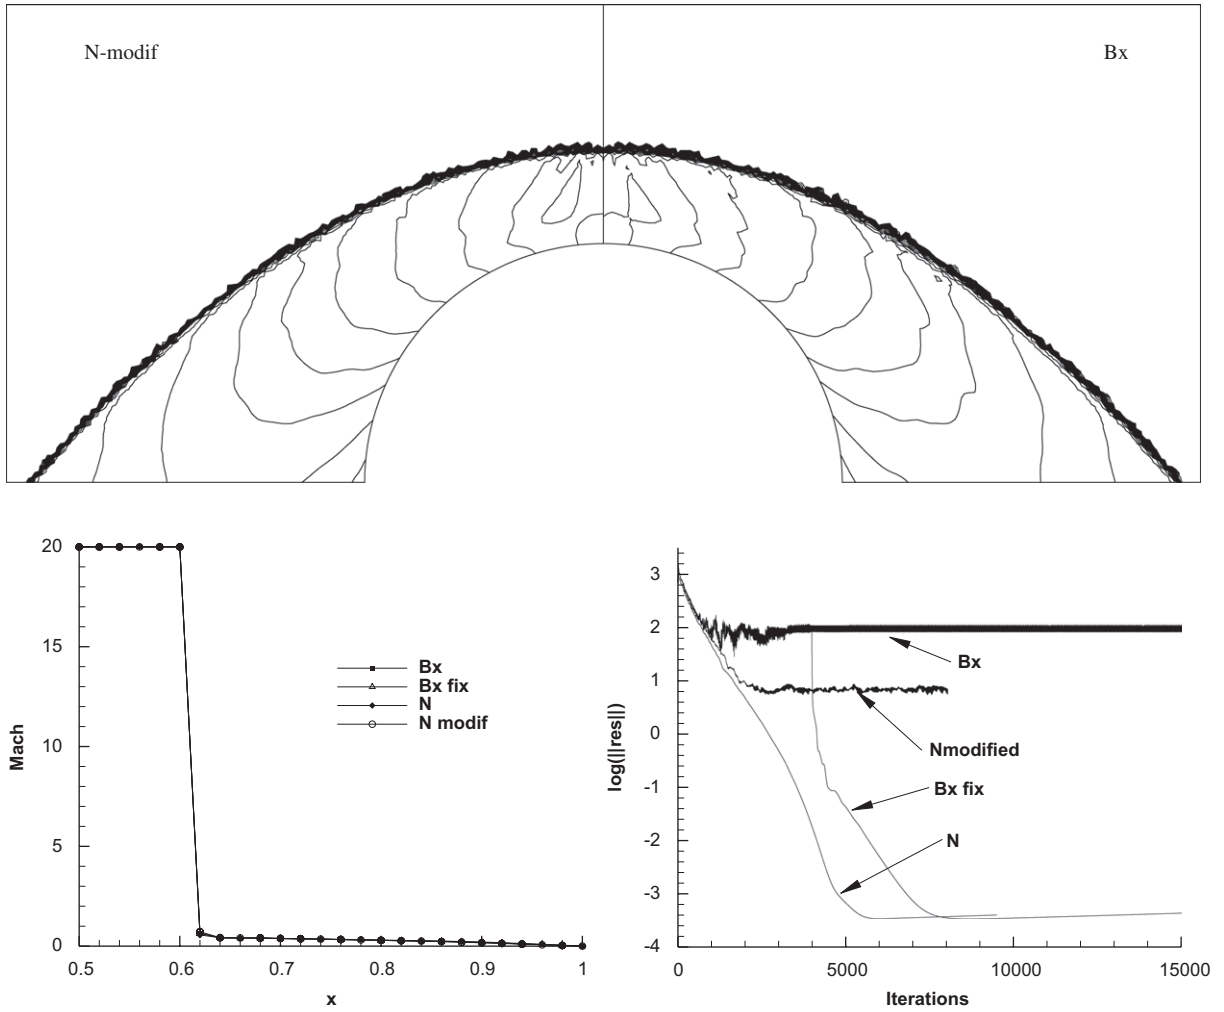 N-modif
Bx
20
15
10
5
0
0.5 0.6 0.7 0.8 0.9 1
Mach
x
Bx
Bx fix
N
N modif
3
2
1
0
-1
-2
-3
-4
0 5000 10000 15000
log(||res||)
Iterations
Bx
Nmodified
Bx fix
N